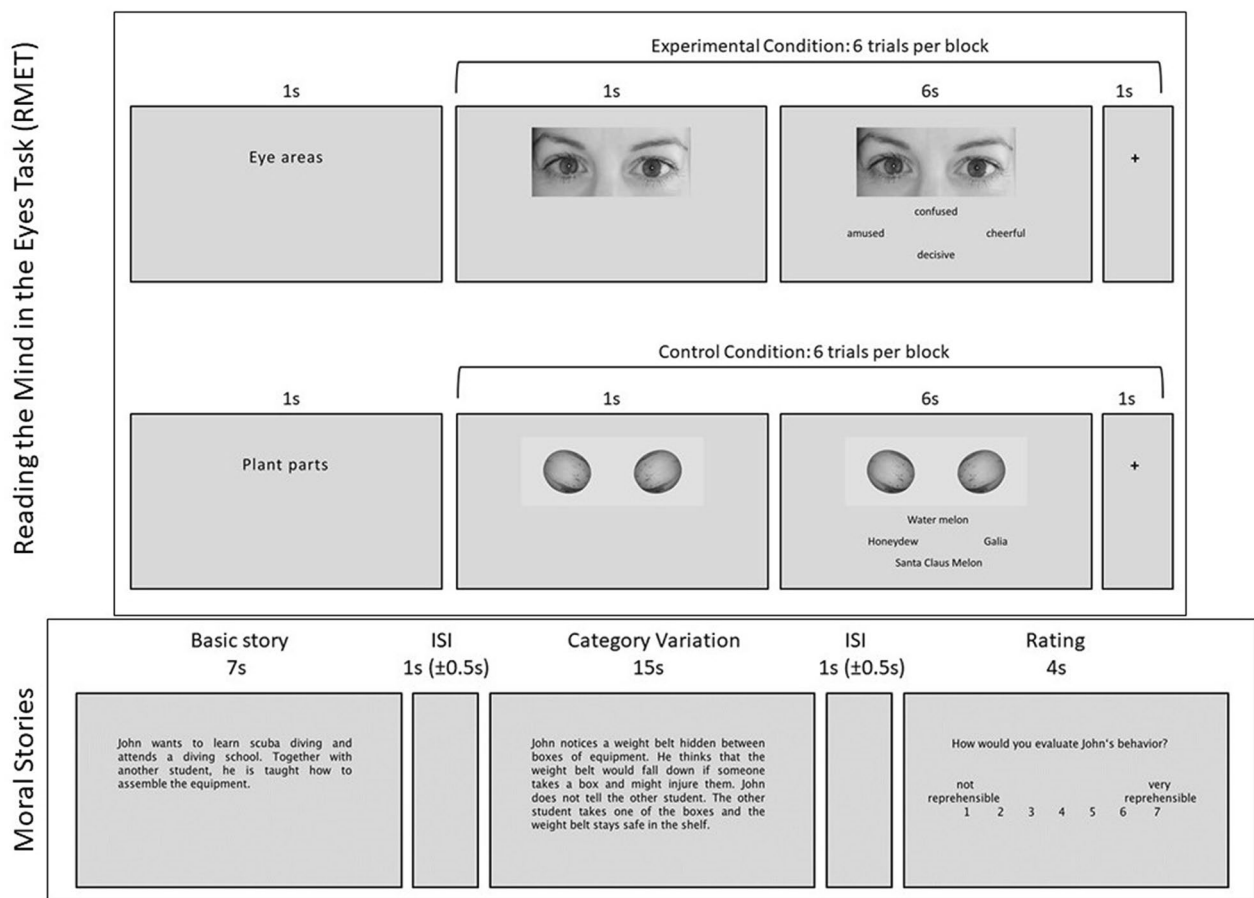 Reading the Mind in the Eyes Task (RMET)
Experimental Condition: 6 trials per block
1s
1s
6s
1s
Eye areas
+
confused
amused
cheerful
decisive
Control Condition: 6 trials per block
1s
1s
6s
1s
Plant parts
+
Water melon
Honeydew
Galia
Santa Claus Melon
Moral Stories
Basic story
7s
ISI
1s (±0.5s)
Category Variation
15s
ISI
1s (±0.5s)
Rating
4s
John wants to learn scuba diving and
attends a diving school. Together with
another student, he is taught how to
assemble the equipment.
John notices a weight belt hidden between
boxes of equipment. He thinks that the
weight belt would fall down if someone
takes a box and might injure them. John
does not tell the other student. The other
student takes one of the boxes and the
weight belt stays safe in the shelf.
How would you evaluate John's behavior?
not
reprehensible
very
reprehensible
1 2 3 4 5 6 7